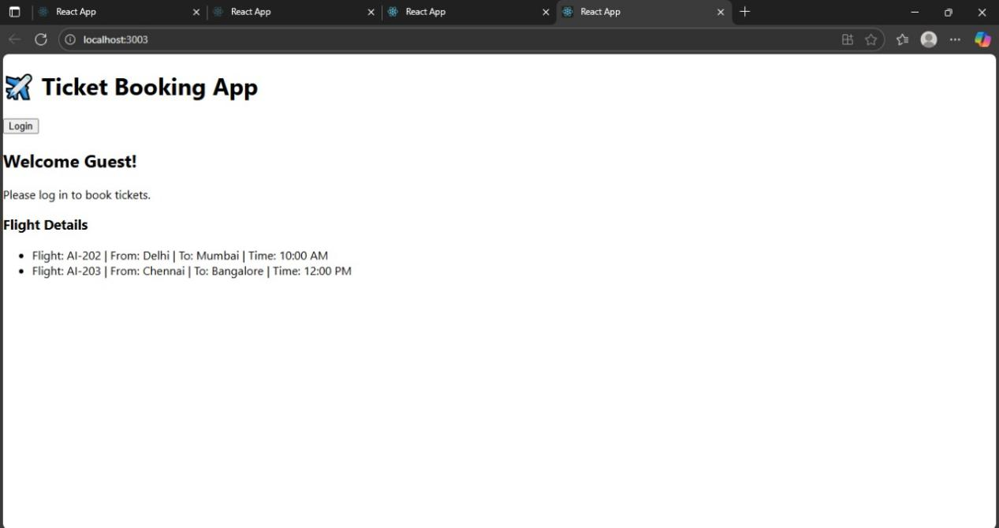 React App
React App
React App
React App
localhost:3003
Ticket Booking App
Login
Welcome Guest!
Please log in to book tickets.
Flight Details
• Flight: AI-202 | From: Delhi | To: Mumbai | Time: 10:00 AM
• Flight: AI-203 | From: Chennai | To: Bangalore | Time: 12:00 PM